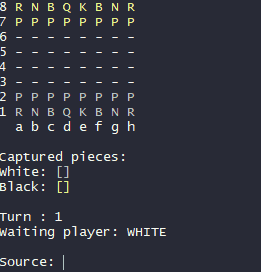 8 R N B Q K B N R
7 P P P P P P P P
6 - - - - - - - -
5 - - - - - - - -
4 - - - - - - - -
3 - - - - - - - -
2 P P P P P P P P
1 R N B Q K B N R
a b c d e f g h
Captured pieces:
White: []
Black: []
Turn : 1
Waiting player: WHITE
Source: